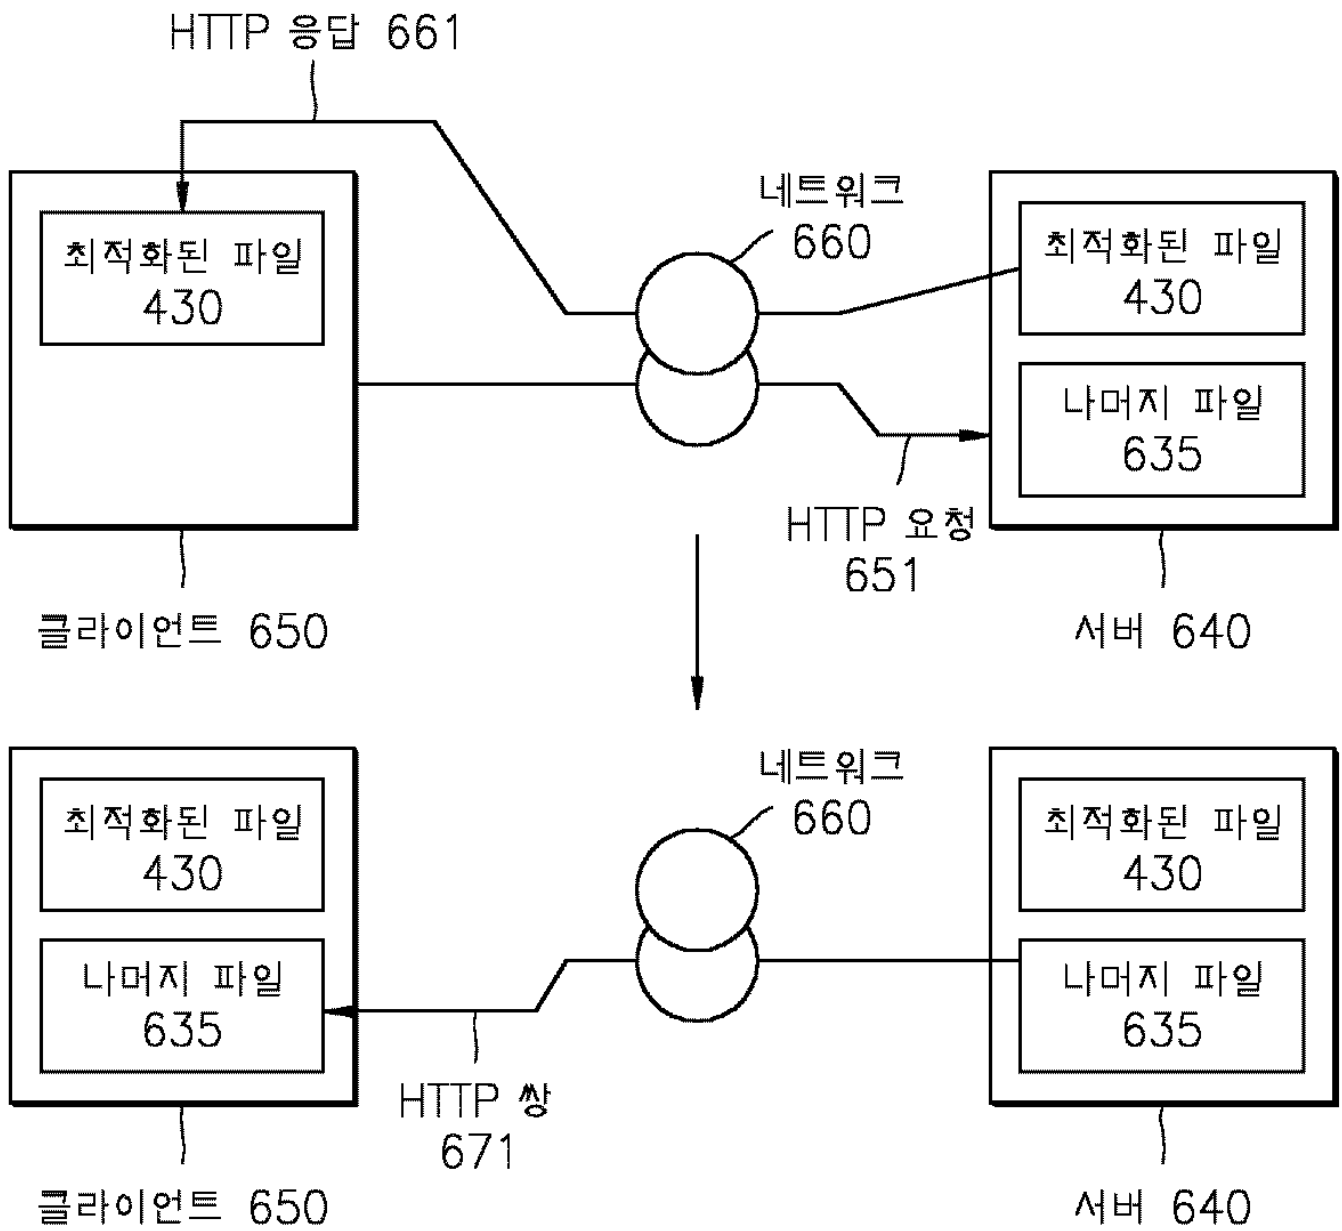 HTTP 응답 661
네트워크
660
최적화된 파일
430
최적화된 파일
430
나머지 파일
635
HTTP 요청
651
클라이언트 650
서버 640
네트워크
660
최적화된 파일
430
최적화된 파일
430
나머지 파일
635
나머지 파일
635
HTTP 쌍
671
클라이언트 650
서버 640